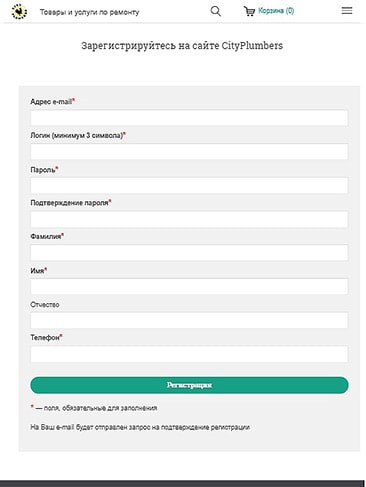 Товары и услуги по ремонту Корзина (0)
Зарегистрируйтесь на сайте CityPlumbers
Адрес e-mail*
Логин (минимум 3 символа)*
Пароль*
Подтверждение пароля*
Фамилия*
Имя*
Отчество
Телефон*
Регистрация
* — поля, обязательные для заполнения
На Ваш e-mail будет отправлен запрос на подтверждение регистрации